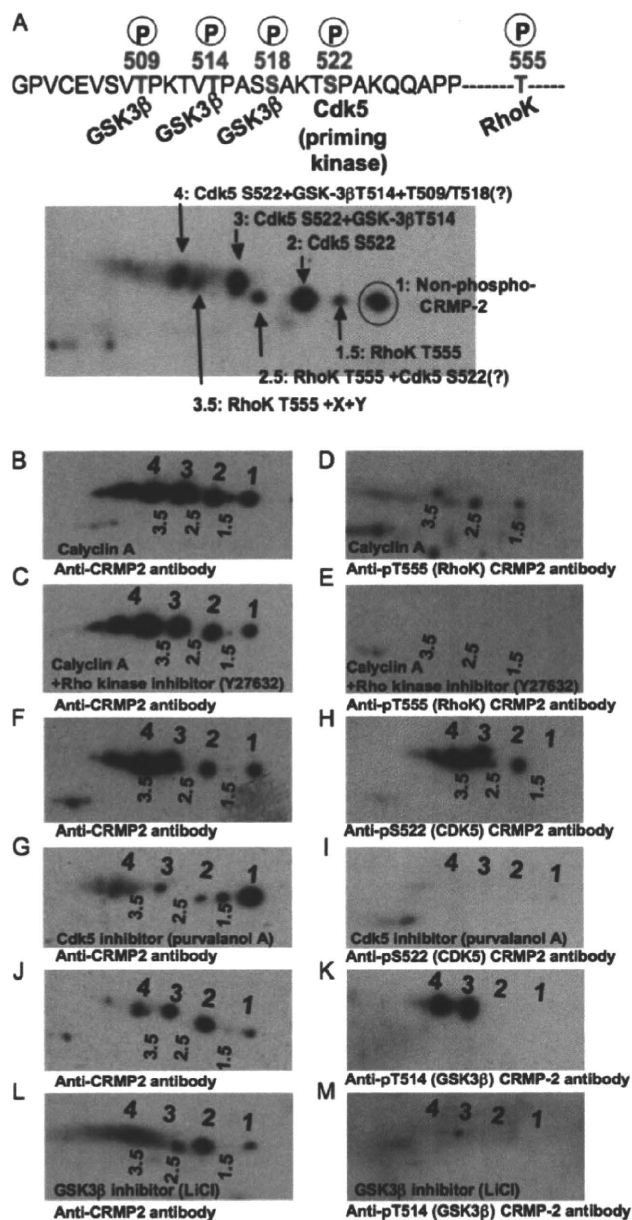 A
P P P P P
509 514 518 522 555
GPVCEVSVTPKTVTPASSAKTSPAKQQAPP-------T-----
GSK3β GSK3β GSK3β Cdk5 RhoK
(priming
kinase)
4: Cdk5 S522+GSK-3βT514+T509/T518(?)
3: Cdk5 S522+GSK-3βT514
2: Cdk5 S522
1: Non-phospho-
CRMP-2
1.5: RhoK T555
2.5: RhoK T555 +Cdk5 S522(?)
3.5: RhoK T555 +X+Y
B
4 3 2 1
3.5 2.5 1.5
Calyclin A
Anti-CRMP2 antibody
D
3.5 2.5 1.5
Calyclin A
Anti-pT555 (RhoK) CRMP2 antibody
C
4 3 2 1
3.5 2.5 1.5
Calyclin A
+Rho kinase inhibitor (Y27632)
Anti-CRMP2 antibody
E
3.5 2.5 1.5
Calyclin A
+Rho kinase inhibitor (Y27632)
Anti-pT555 (RhoK) CRMP2 antibody
F
4 3 2 1
3.5 2.5 1.5
Anti-CRMP2 antibody
H
4 3 2 1
3.5 2.5 1.5
Anti-pS522 (CDK5) CRMP2 antibody
G
4 3 2 1
3.5 2.5 1.5
Cdk5 inhibitor (purvalanol A)
Anti-CRMP2 antibody
I
4 3 2 1
Cdk5 inhibitor (purvalanol A)
Anti-pS522 (CDK5) CRMP2 antibody
J
4 3 2 1
3.5 2.5 1.5
Anti-CRMP2 antibody
K
4 3 2 1
Anti-pT514 (GSK3β) CRMP-2 antibody
L
4 3 2 1
3.5 2.5 1.5
GSK3β inhibitor (LiCl)
Anti-CRMP2 antibody
M
4 3 2 1
GSK3β inhibitor (LiCl)
Anti-pT514 (GSK3β) CRMP-2 antibody